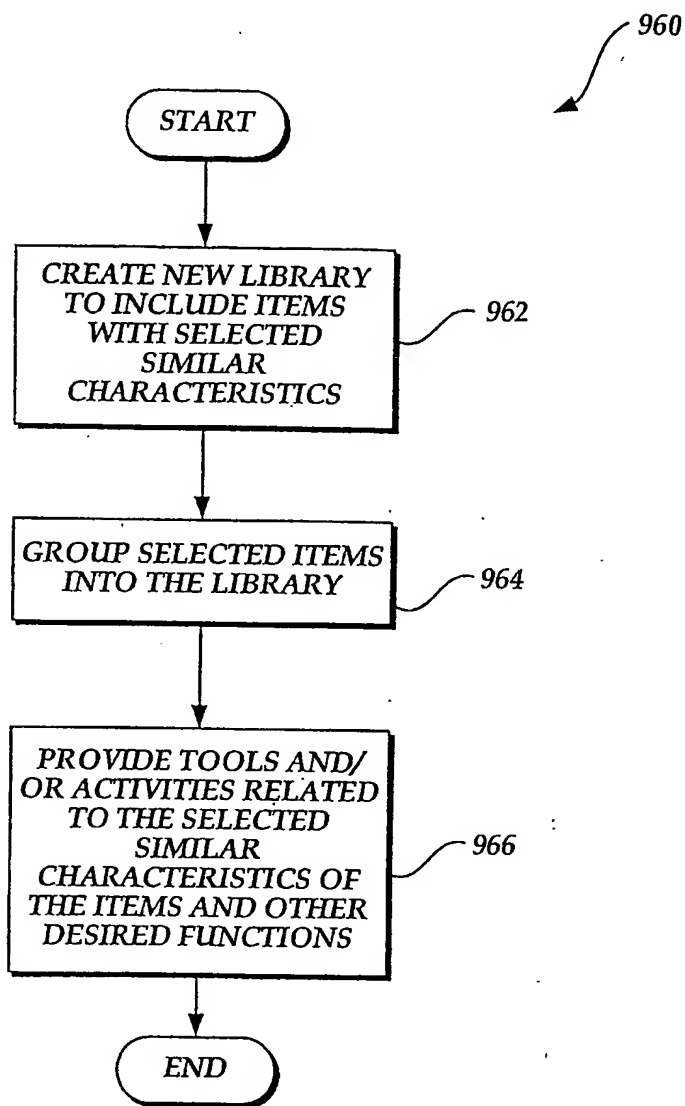 960
START
CREATE NEW LIBRARY
TO INCLUDE ITEMS
WITH SELECTED
SIMILAR
CHARACTERISTICS
962
GROUP SELECTED ITEMS
INTO THE LIBRARY
964
PROVIDE TOOLS AND/
OR ACTIVITIES RELATED
TO THE SELECTED
SIMILAR
CHARACTERISTICS OF
THE ITEMS AND OTHER
DESIRED FUNCTIONS
966
END